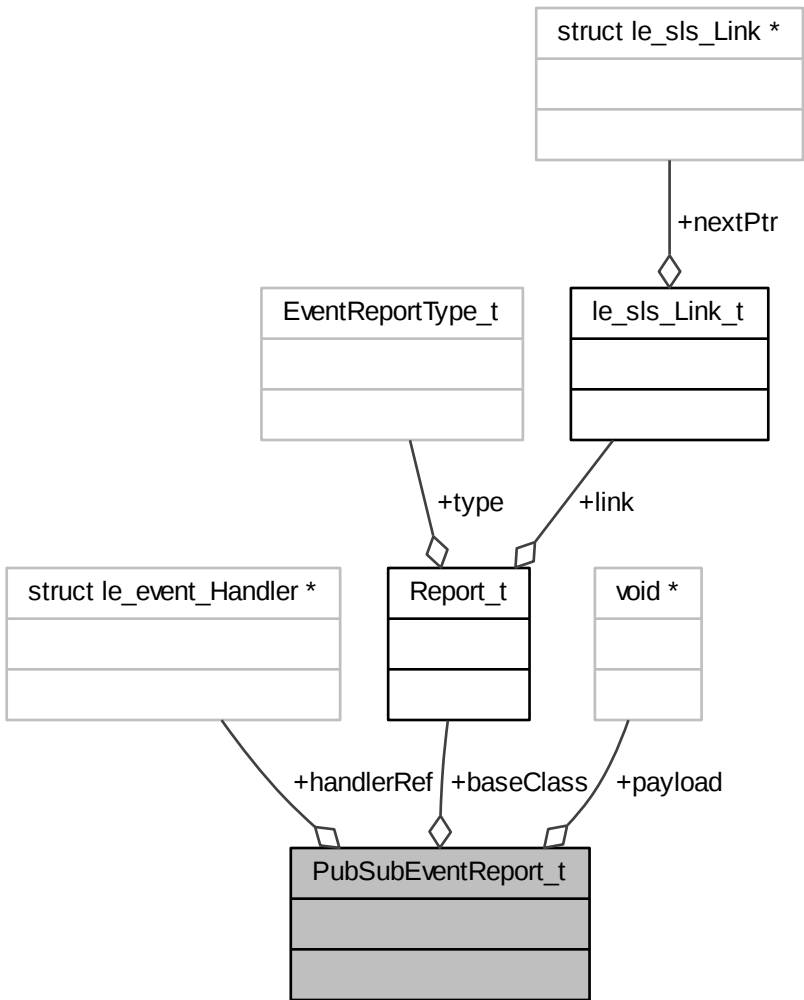 struct le_sls_Link *
+nextPtr
EventReportType_t
le_sls_Link_t
+type
+link
struct le_event_Handler *
Report_t
void *
+handlerRef
+baseClass
+payload
PubSubEventReport_t